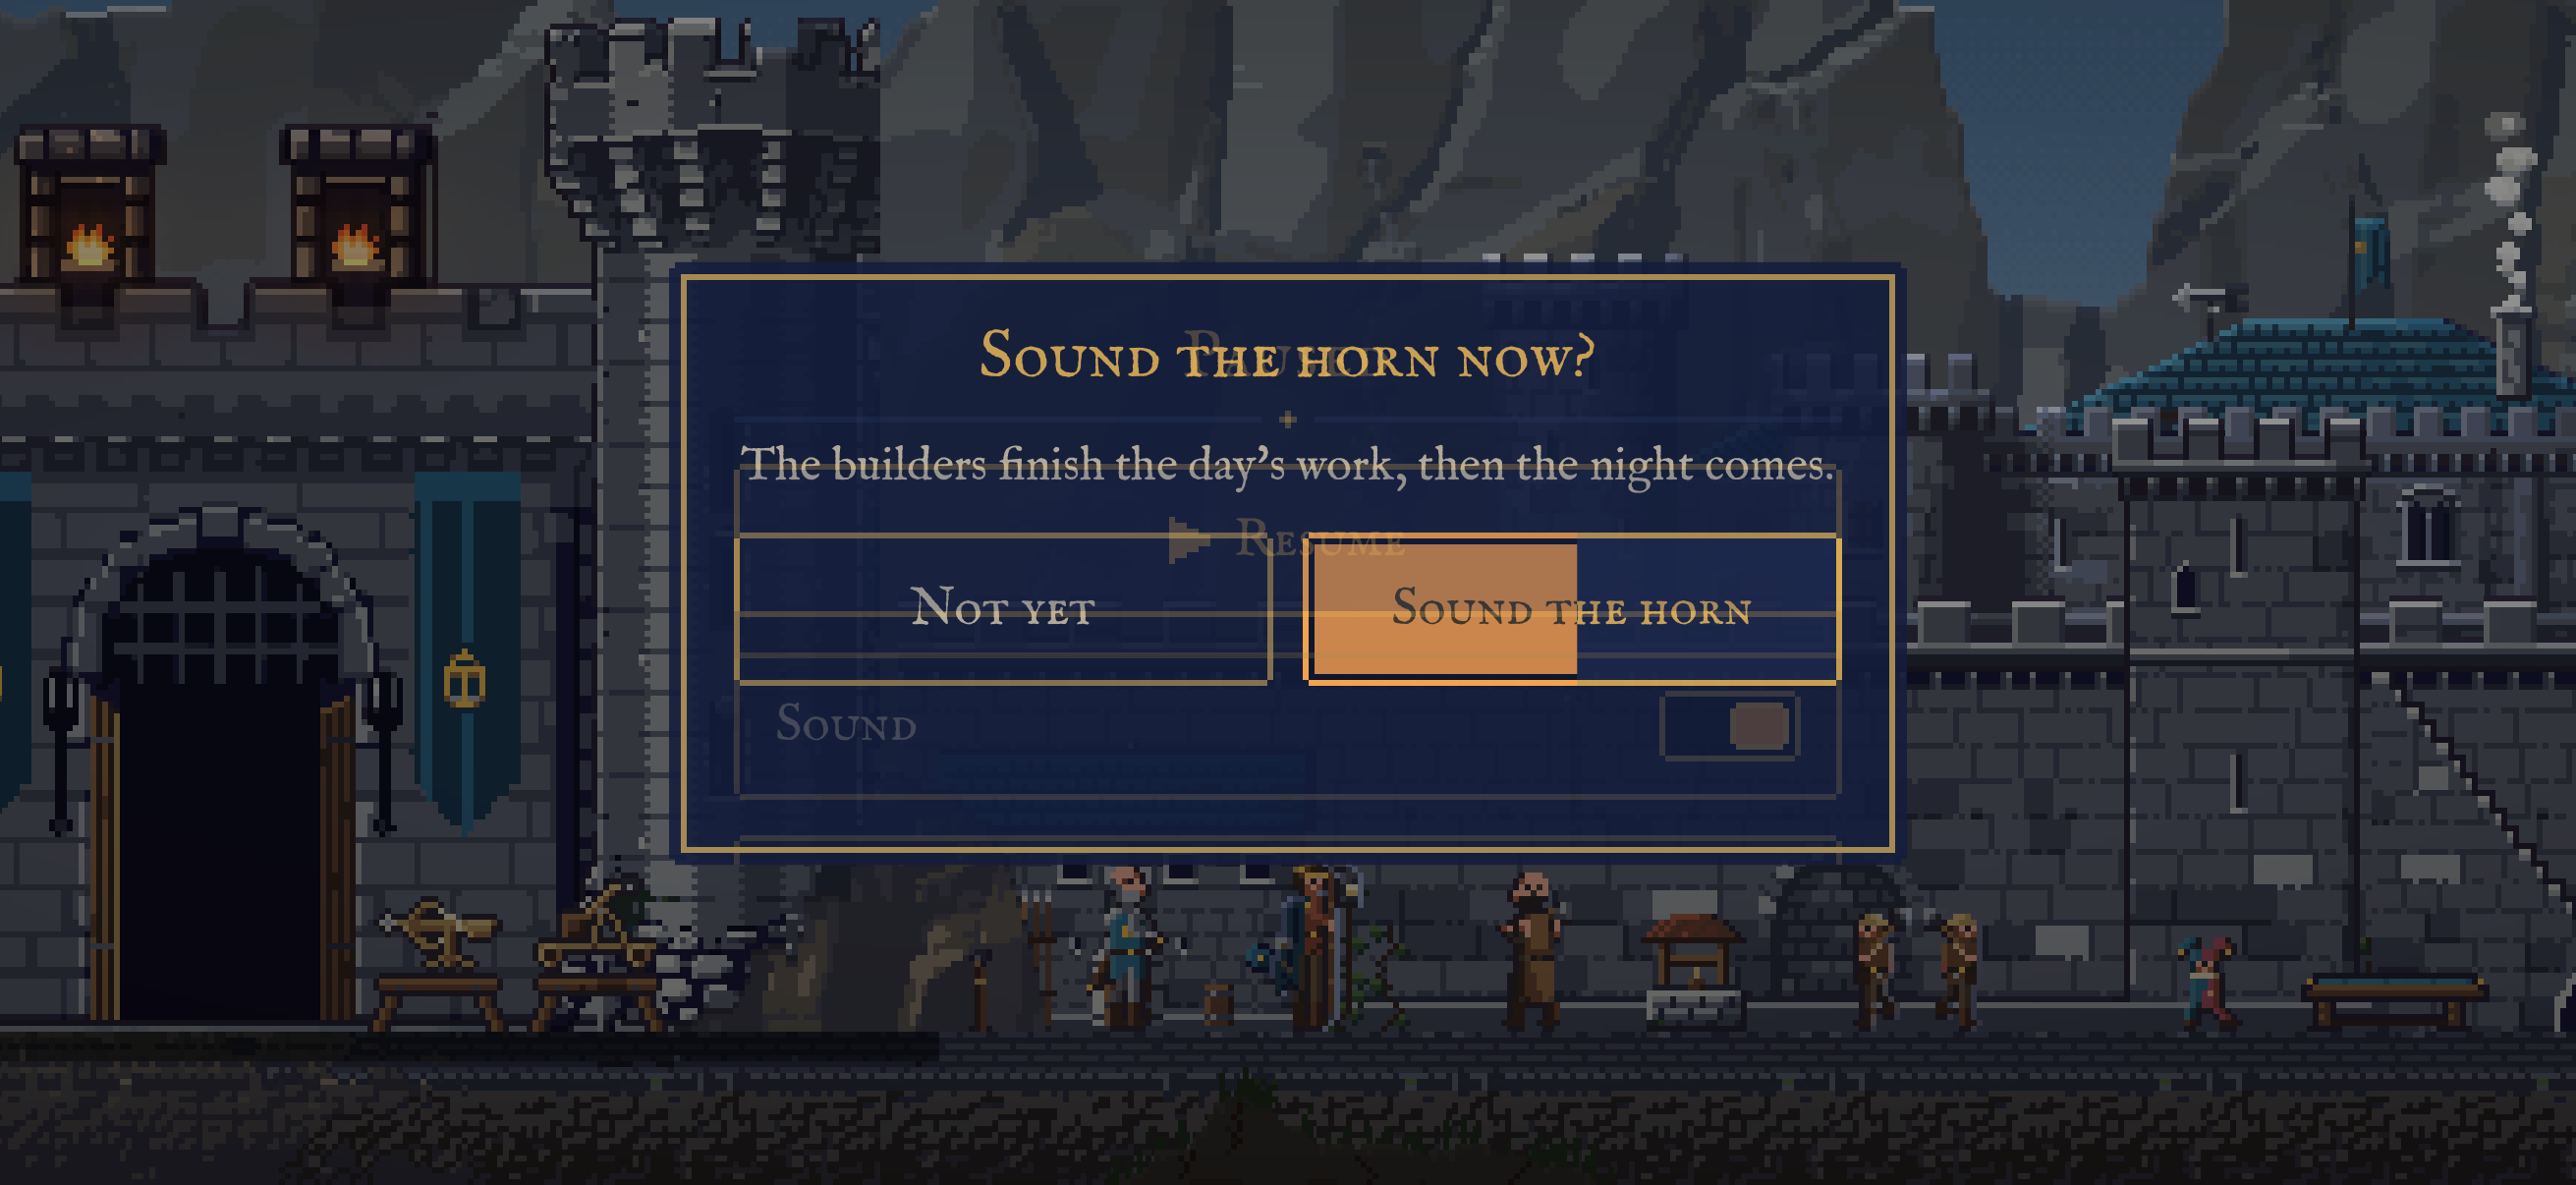 Sound the horn now?
Paused
The builders finish the day's work, then the night comes.
Resume
Not yet
Sound the horn
Sound